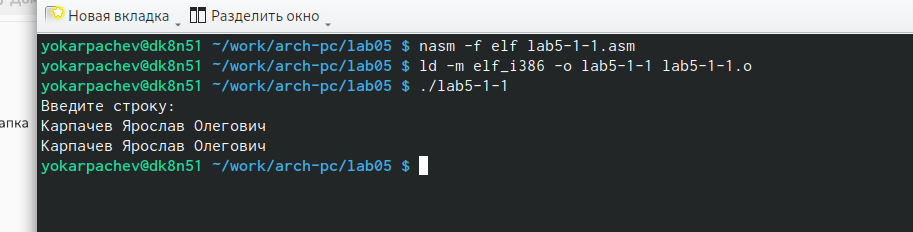 Новая вкладка Разделить окно
yokarpachev@dk8n51 ~/work/arch-pc/lab05 $ nasm -f elf lab5-1-1.asm
yokarpachev@dk8n51 ~/work/arch-pc/lab05 $ ld -m elf_i386 -o lab5-1-1 lab5-1-1.o
yokarpachev@dk8n51 ~/work/arch-pc/lab05 $ ./lab5-1-1
Введите строку:
апка
Карпачев Ярослав Олегович
Карпачев Ярослав Олегович
yokarpachev@dk8n51 ~/work/arch-pc/lab05 $